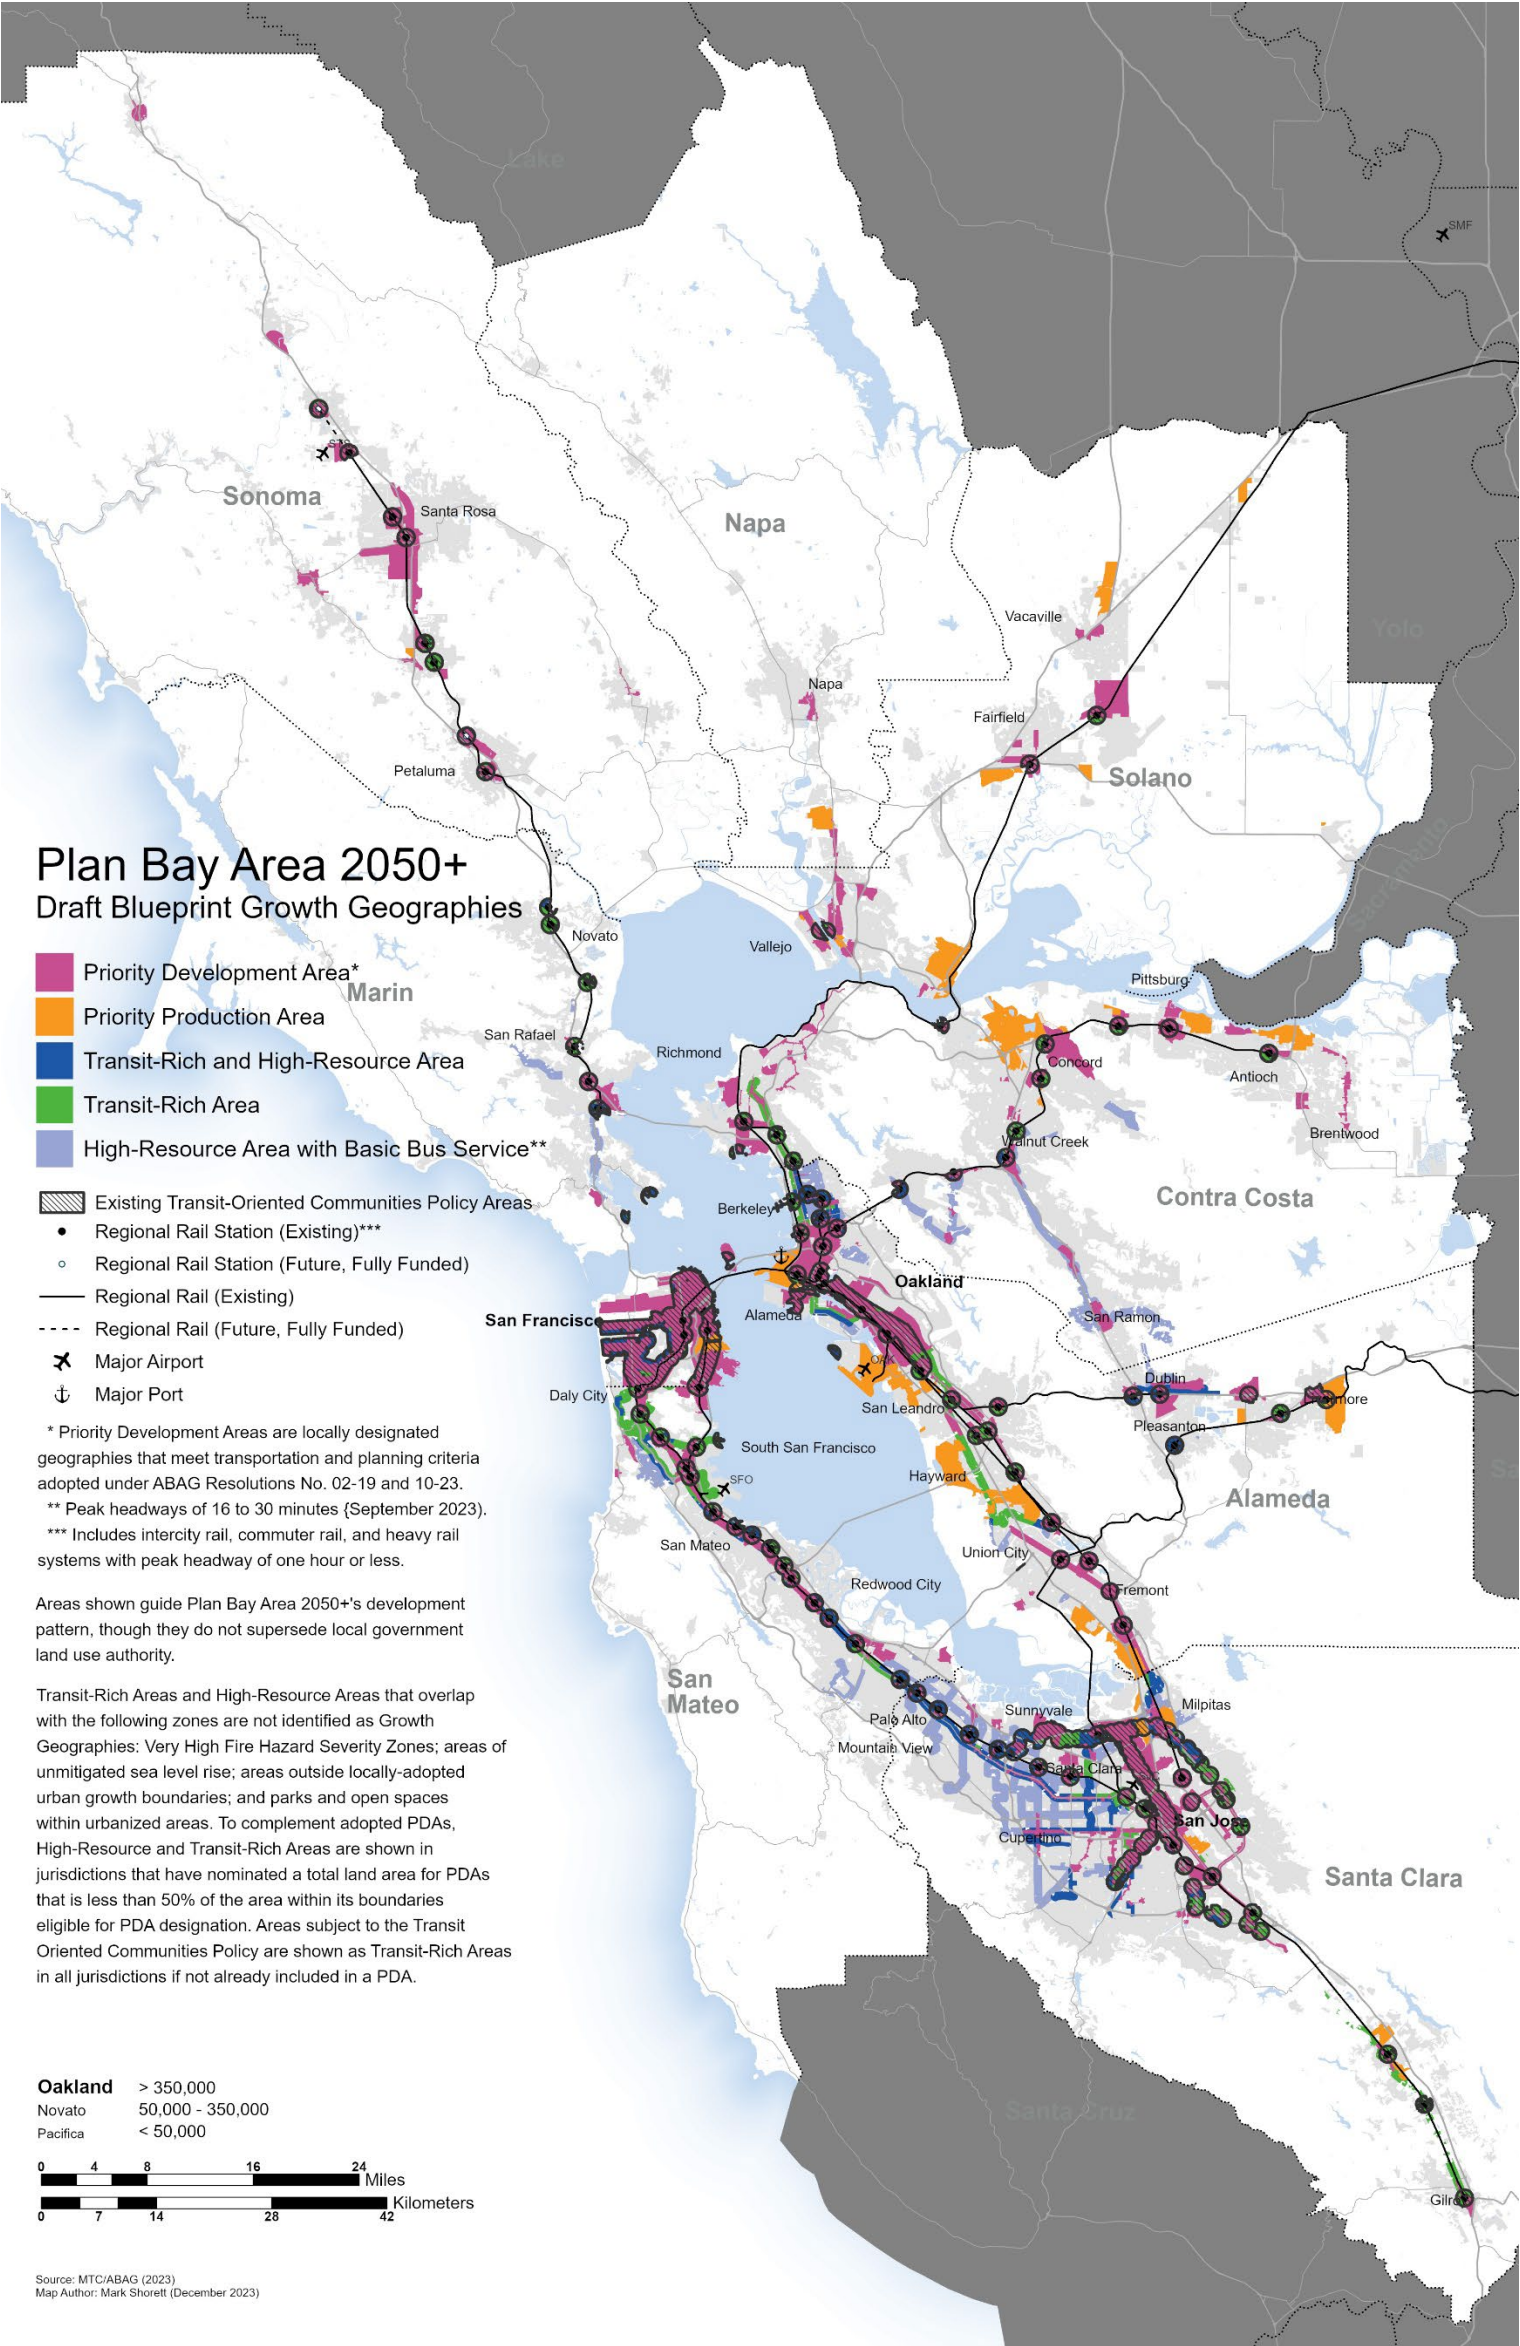 Lake
SMF
STS
Sonoma
Santa Rosa
Napa
Vacaville
Yolo
Napa
Fairfield
Solano
Petaluma
Sacramento
Plan Bay Area 2050+
Draft Blueprint Growth Geographies
Priority Development Area*
Priority Production Area
Transit-Rich and High-Resource Area
Transit-Rich Area
High-Resource Area with Basic Bus Service**
Existing Transit-Oriented Communities Policy Areas
Regional Rail Station (Existing)***
Regional Rail Station (Future, Fully Funded)
Regional Rail (Existing)
Regional Rail (Future, Fully Funded)
Major Airport
Major Port
* Priority Development Areas are locally designated
geographies that meet transportation and planning criteria
adopted under ABAG Resolutions No. 02-19 and 10-23.
** Peak headways of 16 to 30 minutes {September 2023).
*** Includes intercity rail, commuter rail, and heavy rail
systems with peak headway of one hour or less.
Areas shown guide Plan Bay Area 2050+'s development
pattern, though they do not supersede local government
land use authority.
Transit-Rich Areas and High-Resource Areas that overlap
with the following zones are not identified as Growth
Geographies: Very High Fire Hazard Severity Zones; areas of
unmitigated sea level rise; areas outside locally-adopted
urban growth boundaries; and parks and open spaces
within urbanized areas. To complement adopted PDAs,
High-Resource and Transit-Rich Areas are shown in
jurisdictions that have nominated a total land area for PDAs
that is less than 50% of the area within its boundaries
eligible for PDA designation. Areas subject to the Transit
Oriented Communities Policy are shown as Transit-Rich Areas
in all jurisdictions if not already included in a PDA.
Novato
Vallejo
Marin
Pittsburg
San Rafael
Richmond
Concord
Antioch
Brentwood
Walnut Creek
Berkeley
Contra Costa
Oakland
San Francisco
Alameda
San Ramon
OAK
Dublin
Daly City
San Leandro
Livermore
Pleasanton
South San Francisco
SFO
Hayward
Sa
Alameda
San Mateo
Union City
Redwood City
Fremont
San
Mateo
Sunnyvale
Milpitas
Palo Alto
Mountain View
Santa Clara
SJC
San Jose
Cupertino
Santa Clara
Santa Cruz
Gilroy
Oakland > 350,000
Novato 50,000 - 350,000
Pacifica < 50,000
0 4 8 16 24
Miles
Kilometers
0 7 14 28 42
Source: MTC/ABAG (2023)
Map Author: Mark Shorett (December 2023)